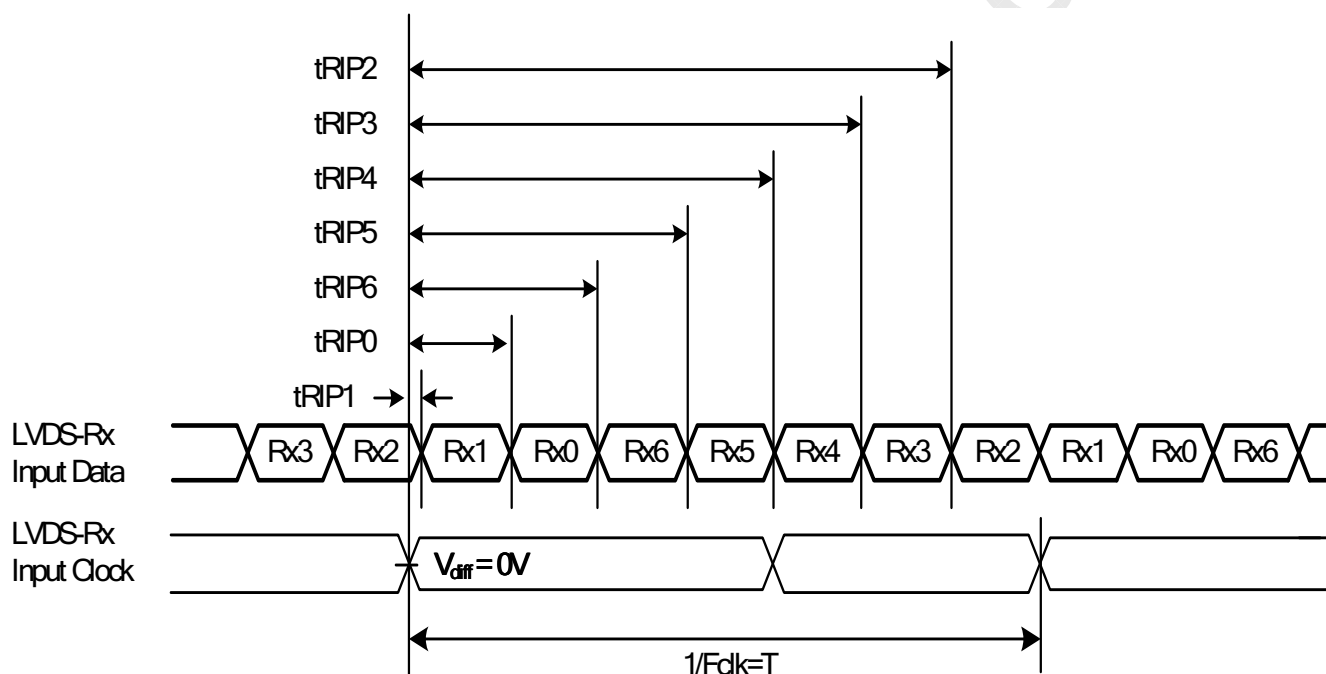 tRIP2
tRIP3
tRIP4
tRIP5
tRIP6
tRIP0
tRIP1
LVDS-Rx
Input Data
Rx3 Rx2 Rx1 Rx0 Rx6 Rx5 Rx4 Rx3 Rx2 Rx1 Rx0 Rx6
LVDS-Rx
Input Clock
Vdiff = 0V
1/Fclk=T